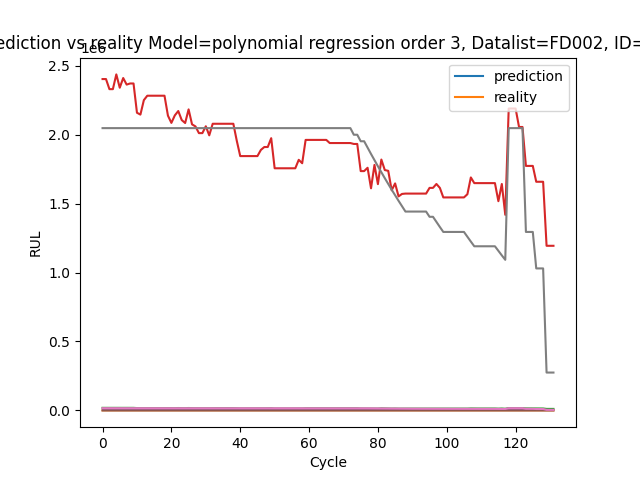 ediction vs reality Model=polynomial regression order 3, Datalist=FD002, ID=
1e6
prediction
reality
2.5
2.0
1.5
1.0
0.5
0.0
RUL
0 20 40 60 80 100 120
Cycle